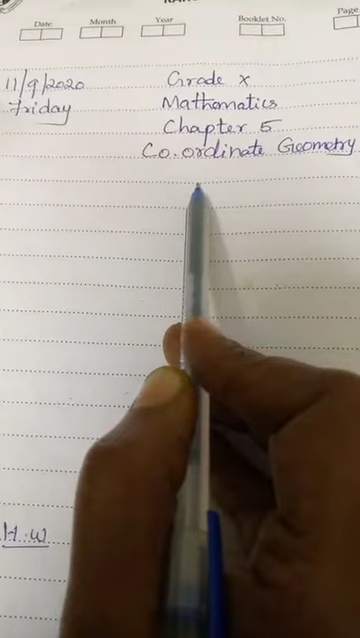 Date Month Year Booklet No. Page
11/9/2020 Grade X
Friday Mathematics
Chapter 5
Co.ordinate Geometry
H.W